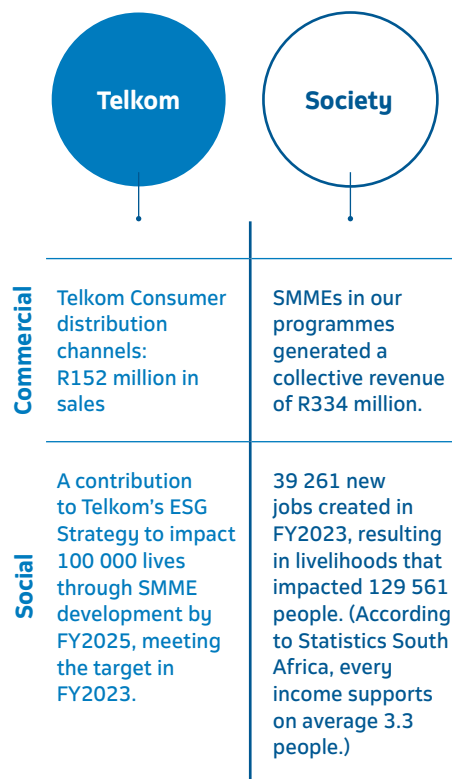 Telkom
Society
Commercial
Telkom Consumer
distribution
channels:
R152 million in
sales
SMMEs in our
programmes
generated a
collective revenue
of R334 million.
Social
A contribution
to Telkom's ESG
Strategy to impact
100 000 lives
through SMME
development by
FY2025, meeting
the target in
FY2023.
39 261 new
jobs created in
FY2023, resulting
in livelihoods that
impacted 129 561
people. (According
to Statistics South
Africa, every
income supports
on average 3.3
people.)